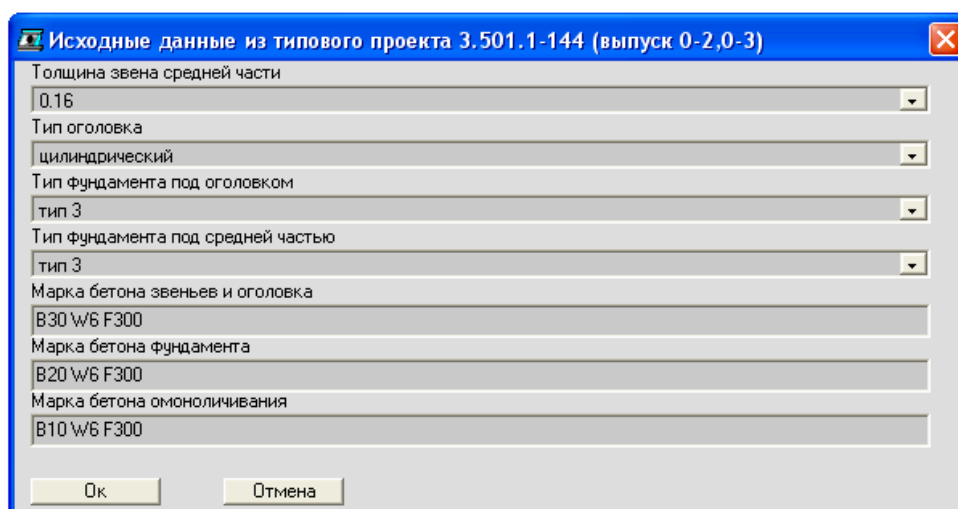 Исходные данные из типового проекта 3.501.1-144 (выпуск 0-2,0-3)
Толщина звена средней части
0.16
Тип оголовка
цилиндрический
Тип фундамента под оголовком
тип 3
Тип фундамента под средней частью
тип 3
Марка бетона звеньев и оголовка
B30 W6 F300
Марка бетона фундамента
B20 W6 F300
Марка бетона омоноличивания
B10 W6 F300
Ок Отмена